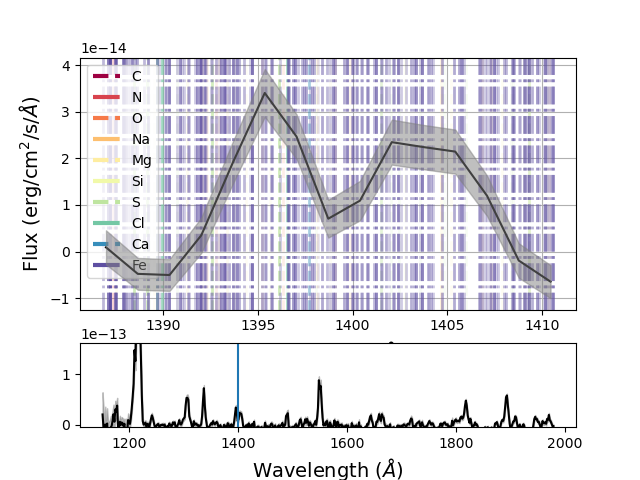 1e−14
Flux (erg/cm²/s/Å)
4
3
2
1
0
−1
C
N
O
Na
Mg
Si
S
Cl
Ca
Fe
1390 1395 1400 1405 1410
1e−13
1
0
1200 1400 1600 1800 2000
Wavelength (Å)